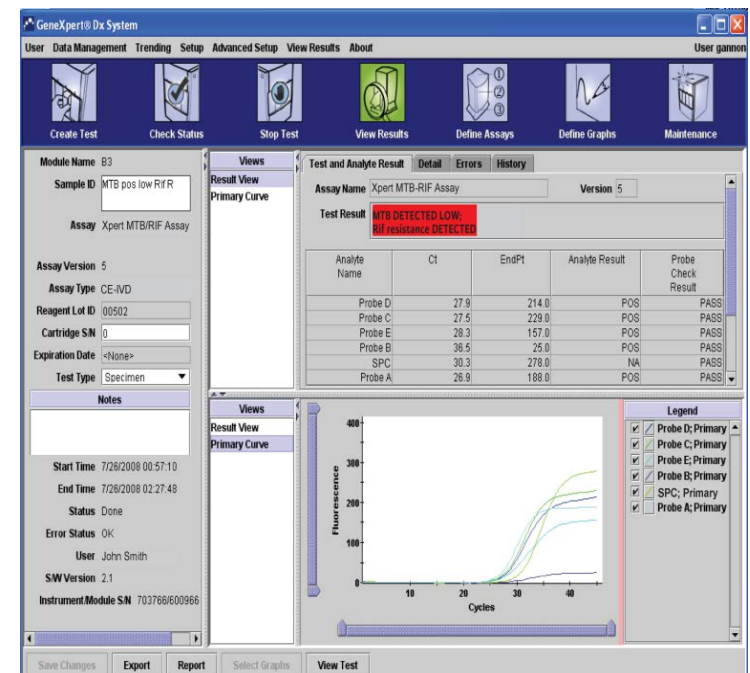 GeneXpert® Dx System
User Data Management Trending Setup Advanced Setup View Results About User gannon
Create Test Check Status Stop Test View Results Define Assays Define Graphs Maintenance
Module Name B3
Sample ID MTB pos low Rif R
Assay Xpert MTB/RIF Assay
Assay Version 5
Assay Type CE-IVD
Reagent Lot ID 00502
Cartridge S/N 0
Expiration Date <None>
Test Type Specimen
Notes
Start Time 7/26/2008 00:57:10
End Time 7/26/2008 02:27:48
Status Done
Error Status OK
User John Smith
S/W Version 2.1
Instrument/Module S/N 703766/600966
Views
Result View
Primary Curve
Test and Analyte Result Detail Errors History
Assay Name Xpert MTB-RIF Assay Version 5
Test Result MTB DETECTED LOW;
Rif resistance DETECTED
Analyte Name Ct EndPt Analyte Result Probe Check Result
Probe D 27.9 214.0 POS PASS
Probe C 27.5 229.0 POS PASS
Probe E 28.3 157.0 POS PASS
Probe B 36.5 25.0 POS PASS
SPC 30.3 278.0 NA PASS
Probe A 26.9 188.0 POS PASS
Views
Result View
Primary Curve
Fluorescence
400
300
200
100
0
10 20 30 40
Cycles
Legend
Probe D; Primary
Probe C; Primary
Probe E; Primary
Probe B; Primary
SPC; Primary
Probe A; Primary
Save Changes Export Report Select Graphs View Test